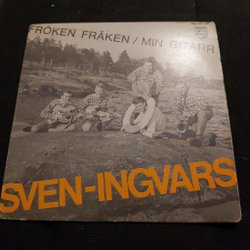 FRÖKEN FRÄKEN / MIN GITARR
SVEN-INGVARS